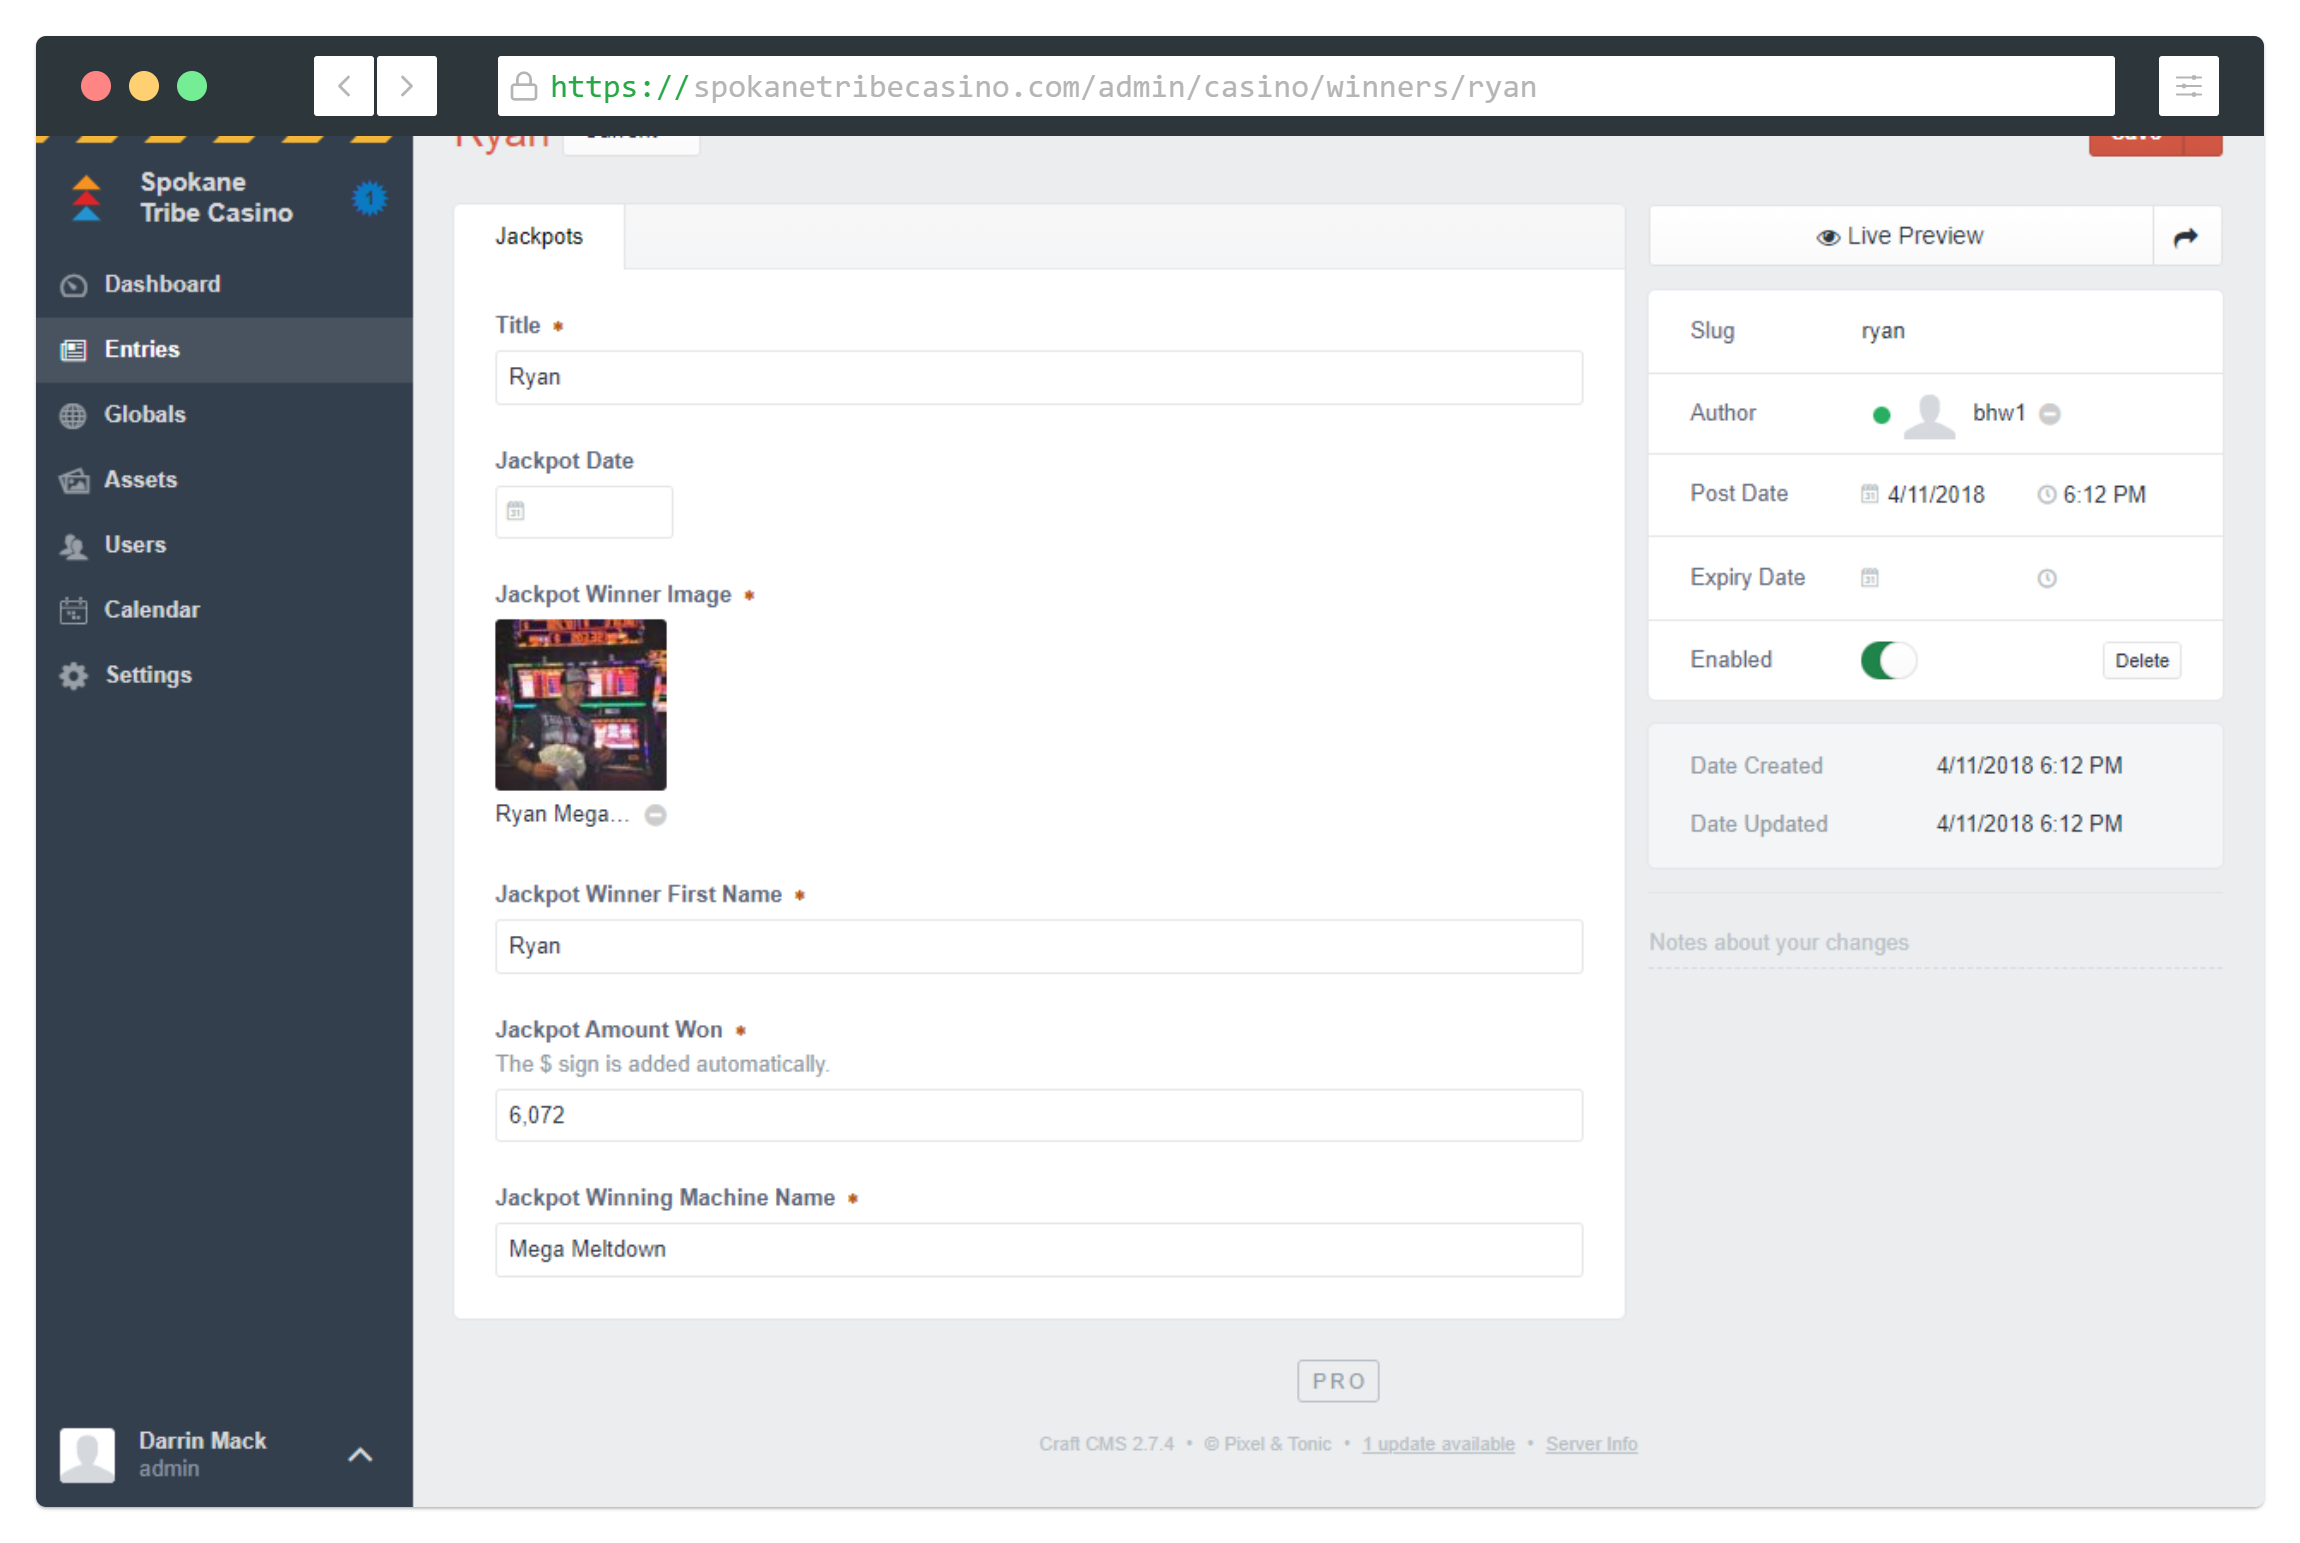 https://spokanetribecasino.com/admin/casino/winners/ryan
Ryan
Current
Save
Spokane
Tribe Casino
1
Dashboard
Entries
Globals
Assets
Users
Calendar
Settings
Darrin Mack
admin
Jackpots
Title *
Ryan
Jackpot Date
Jackpot Winner Image *
Ryan Mega...
Jackpot Winner First Name *
Ryan
Jackpot Amount Won *
The $ sign is added automatically.
6,072
Jackpot Winning Machine Name *
Mega Meltdown
Live Preview
Slug ryan
Author bhw1
Post Date 4/11/2018 6:12 PM
Expiry Date
Enabled Delete
Date Created 4/11/2018 6:12 PM
Date Updated 4/11/2018 6:12 PM
Notes about your changes
PRO
Craft CMS 2.7.4 • © Pixel & Tonic • 1 update available • Server Info